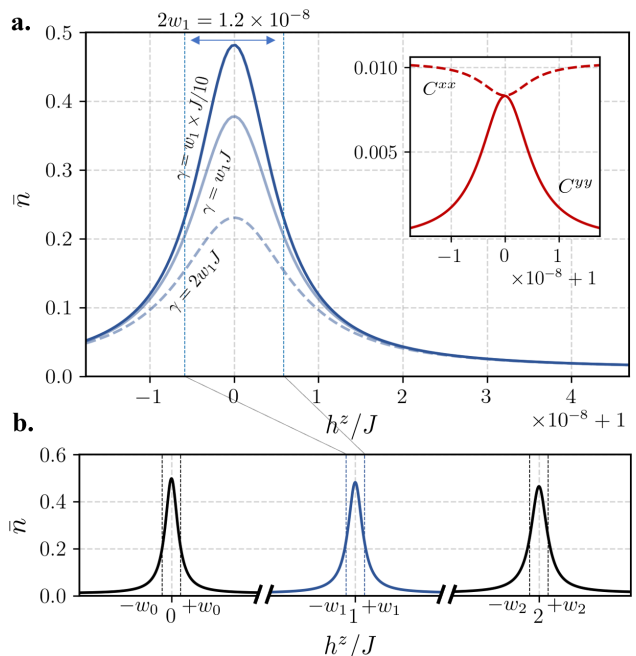 a.
2w₁ = 1.2 × 10⁻⁸
n̄
0.5
0.4
0.3
0.2
0.1
0.0
γ = w₁ × J/10
γ = w₁J
γ = 2w₁J
−1 0 1 2 3 4
hᶻ/J
×10⁻⁸ + 1
0.010
0.005
Cˣˣ
Cʸʸ
−1 0 1
×10⁻⁸ + 1
b.
n̄
0.6
0.4
0.2
0.0
−w₀ 0 +w₀ −w₁ 1 +w₁ −w₂ 2 +w₂
hᶻ/J